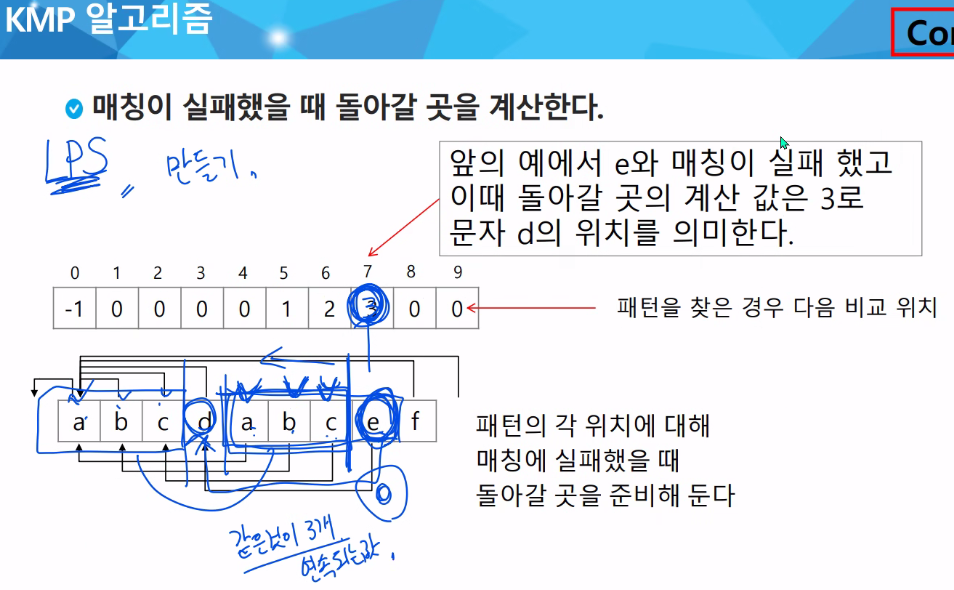 KMP 알고리즘
Con
매칭이 실패했을 때 돌아갈 곳을 계산한다.
LPS 만들기.
앞의 예에서 e와 매칭이 실패 했고
이때 돌아갈 곳의 계산 값은 3로
문자 d의 위치를 의미한다.
0 1 2 3 4 5 6 7 8 9
-1 0 0 0 0 1 2 3 0 0
패턴을 찾은 경우 다음 비교 위치
a b c d a b c e f
패턴의 각 위치에 대해
매칭에 실패했을 때
돌아갈 곳을 준비해 둔다
0
같은것이 3개.
연속되는값.